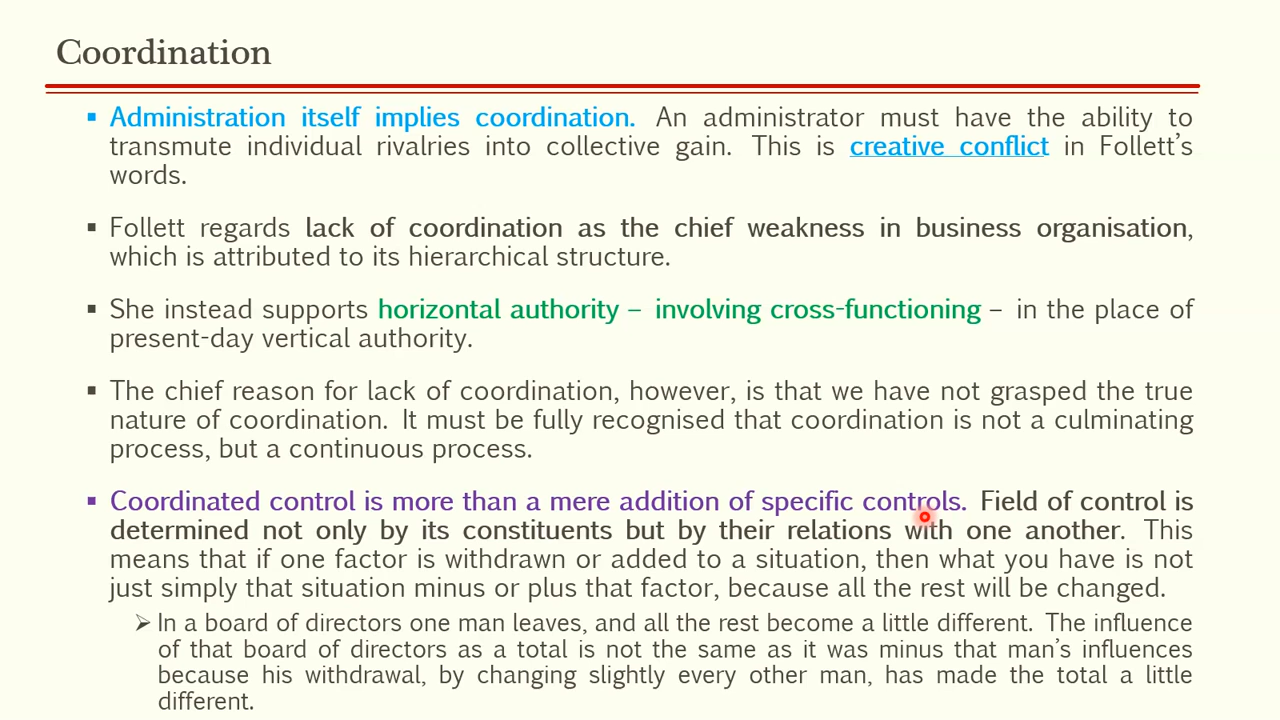 Coordination
▪ Administration itself implies coordination. An administrator must have the ability to
transmute individual rivalries into collective gain. This is creative conflict in Follett’s
words.
▪ Follett regards lack of coordination as the chief weakness in business organisation,
which is attributed to its hierarchical structure.
▪ She instead supports horizontal authority – involving cross-functioning – in the place of
present-day vertical authority.
▪ The chief reason for lack of coordination, however, is that we have not grasped the true
nature of coordination. It must be fully recognised that coordination is not a culminating
process, but a continuous process.
▪ Coordinated control is more than a mere addition of specific controls. Field of control is
determined not only by its constituents but by their relations with one another. This
means that if one factor is withdrawn or added to a situation, then what you have is not
just simply that situation minus or plus that factor, because all the rest will be changed.
➢ In a board of directors one man leaves, and all the rest become a little different. The influence
of that board of directors as a total is not the same as it was minus that man’s influences
because his withdrawal, by changing slightly every other man, has made the total a little
different.